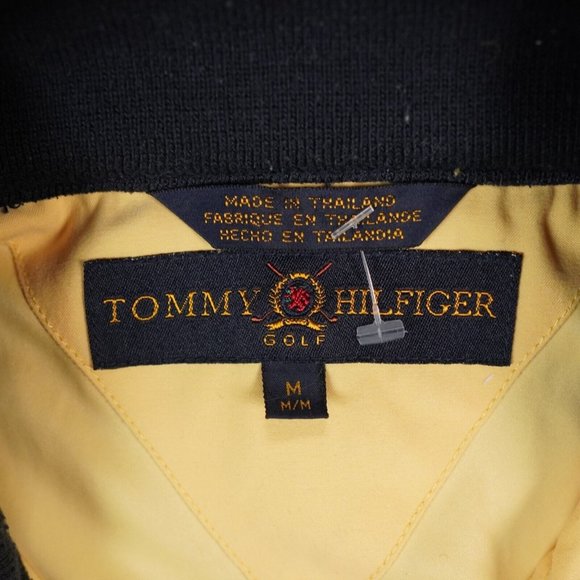 MADE IN THAILAND
FABRIQUE EN THAILANDE
HECHO EN TAILANDIA
TOMMY HILFIGER
GOLF
M
M/M